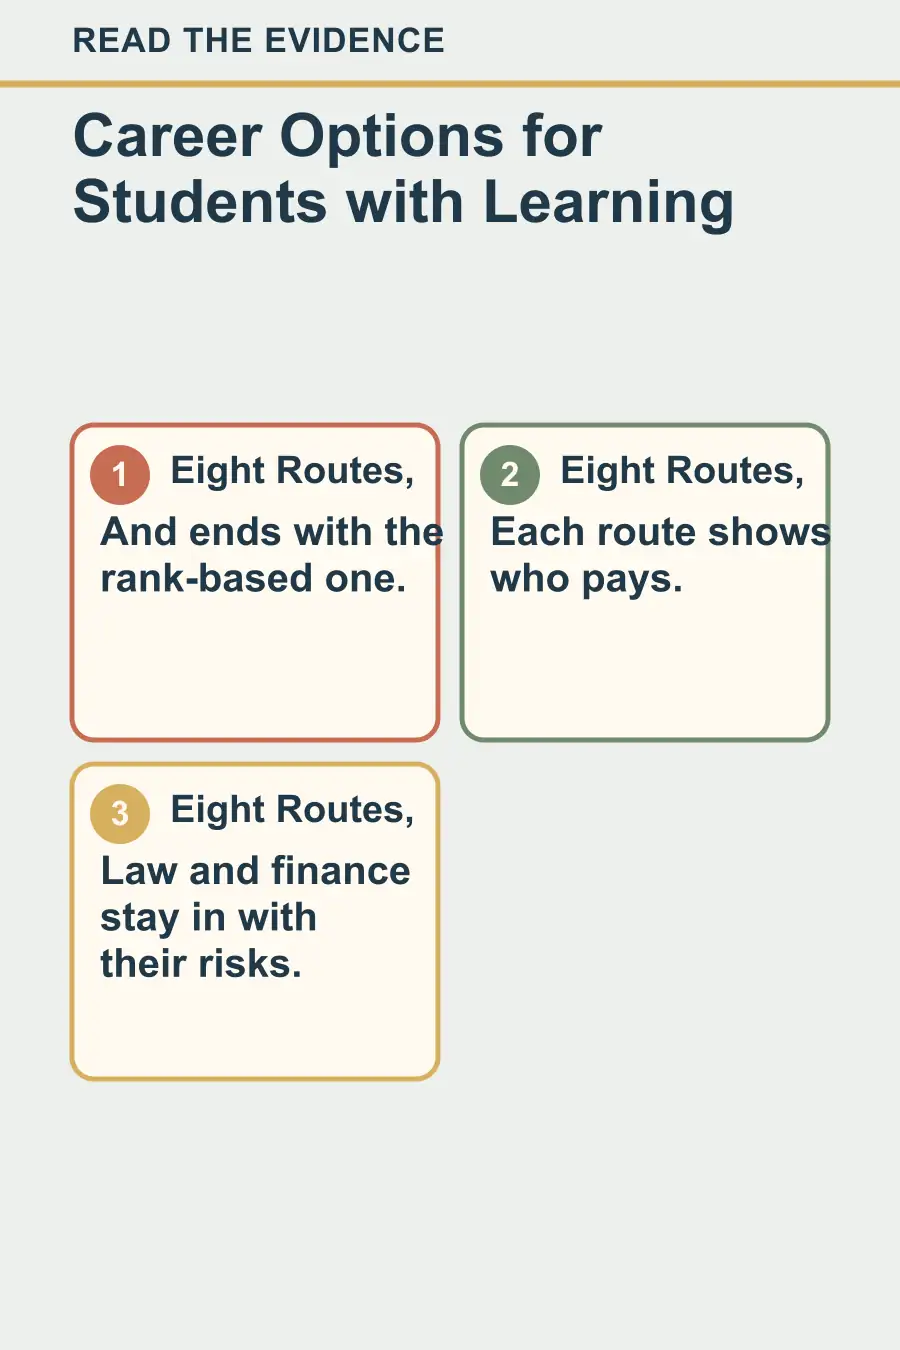 READ THE EVIDENCE
Career Options for
Students with Learning
1 Eight Routes,
And ends with the
rank-based one.
2 Eight Routes,
Each route shows
who pays.
3 Eight Routes,
Law and finance
stay in with
their risks.